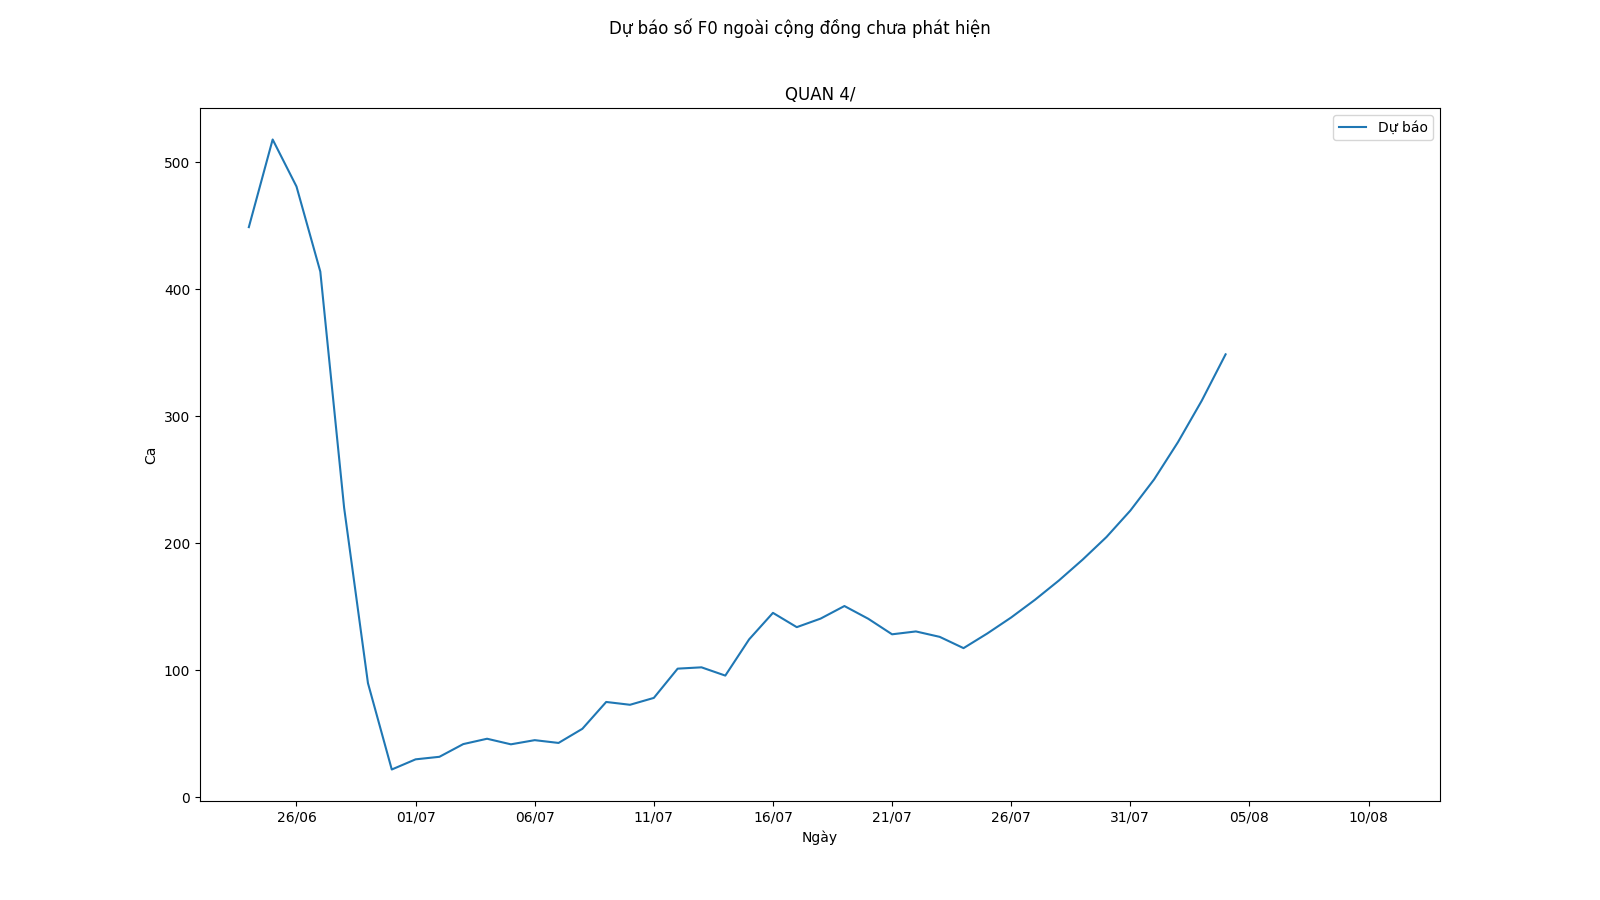 Dự báo số F0 ngoài cộng đồng chưa phát hiện
QUAN 4/
Dự báo
500
400
300
200
100
0
Ca
26/06 01/07 06/07 11/07 16/07 21/07 26/07 31/07 05/08 10/08
Ngày